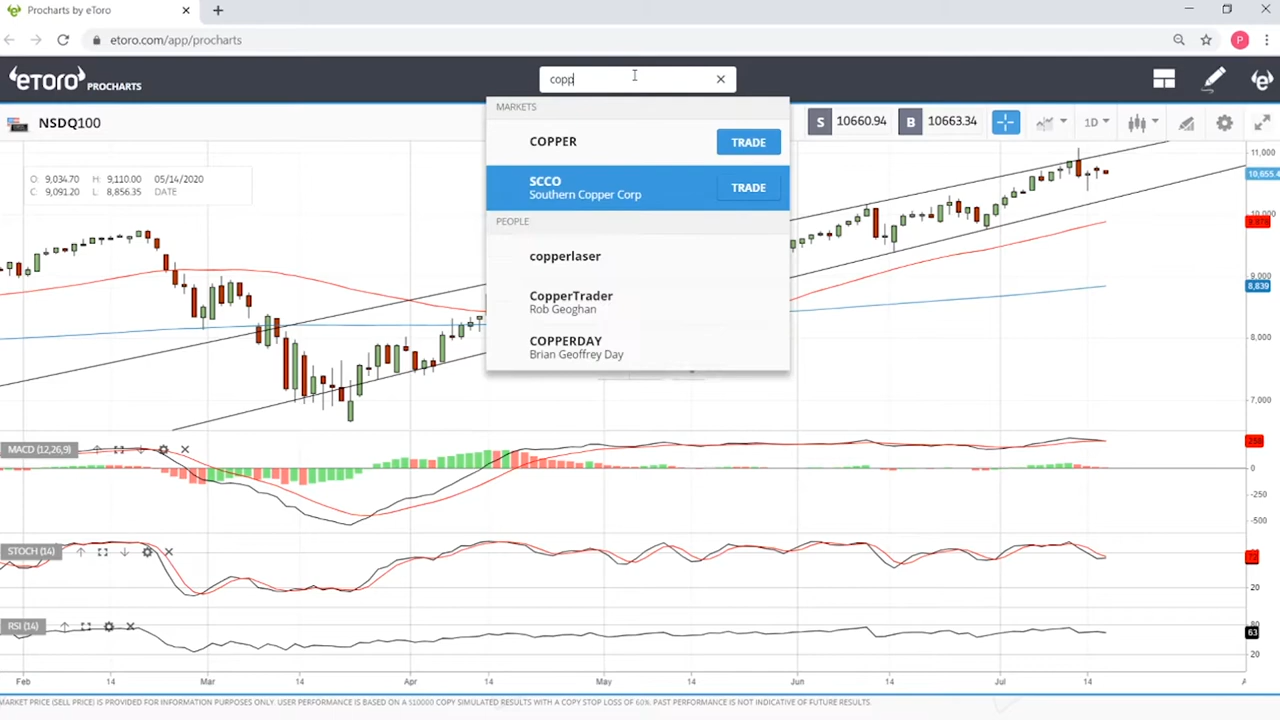 Procharts by eToro
etoro.com/app/procharts
P
eToro PROCHARTS
copp
MARKETS
COPPER
TRADE
SCCO
Southern Copper Corp
TRADE
PEOPLE
copperlaser
CopperTrader
Rob Geoghan
COPPERDAY
Brian Geoffrey Day
NSDQ100
S 10660.94 B 10663.34 1D
O: 9,034.70 H: 9,110.00 05/14/2020
C: 9,091.20 L: 8,856.35 DATE
11,000
10,655.4
10,000
9,000
8,839
8,000
7,000
MACD (12,26,9)
258
0
-250
-500
STOCH (14)
72
20
RSI (14)
80
63
20
Feb 14 Mar 14 Apr 14 May 14 Jun 14 Jul 14 A
MARKET PRICE (SELL PRICE) IS PROVIDED FOR INFORMATION PURPOSES ONLY. USER PERFORMANCE IS BASED ON A $10000 COPY SIMULATED RESULTS WITH A COPY STOP LOSS OF 60%. PAST PERFORMANCE IS NOT INDICATIVE OF FUTURE RESULTS.